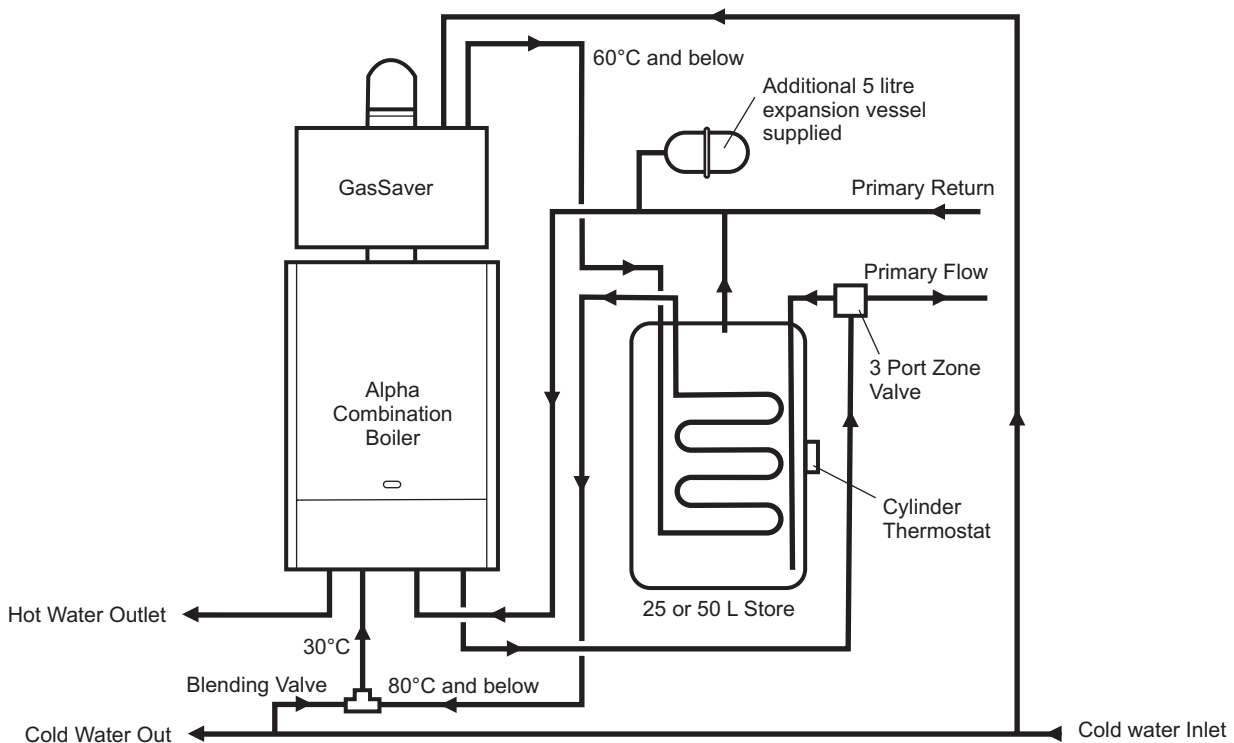 60°C and below
Additional 5 litre
expansion vessel
supplied
GasSaver
Primary Return
Primary Flow
3 Port Zone
Valve
Alpha
Combination
Boiler
Cylinder
Thermostat
25 or 50 L Store
Hot Water Outlet
30°C
Blending Valve
80°C and below
Cold Water Out
Cold water Inlet